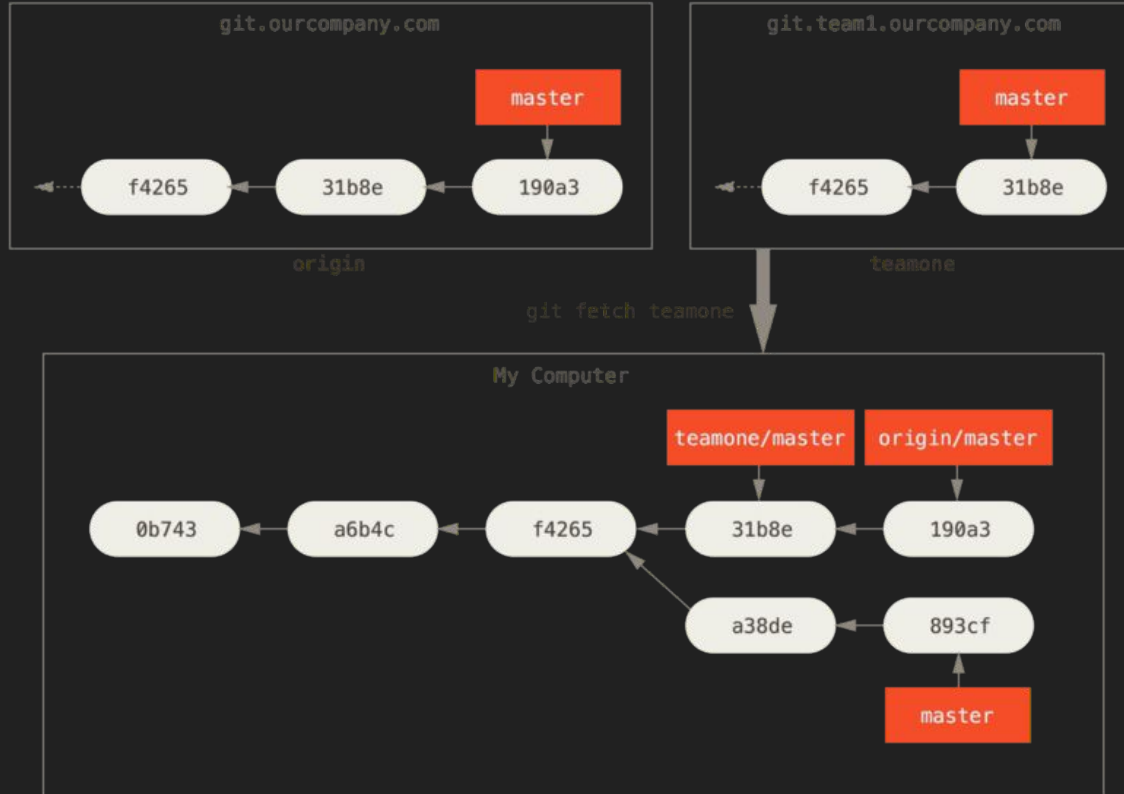 git.ourcompany.com
git.team1.ourcompany.com
master
master
f4265
31b8e
190a3
f4265
31b8e
origin
teamone
git fetch teamone
My Computer
teamone/master
origin/master
0b743
a6b4c
f4265
31b8e
190a3
a38de
893cf
master